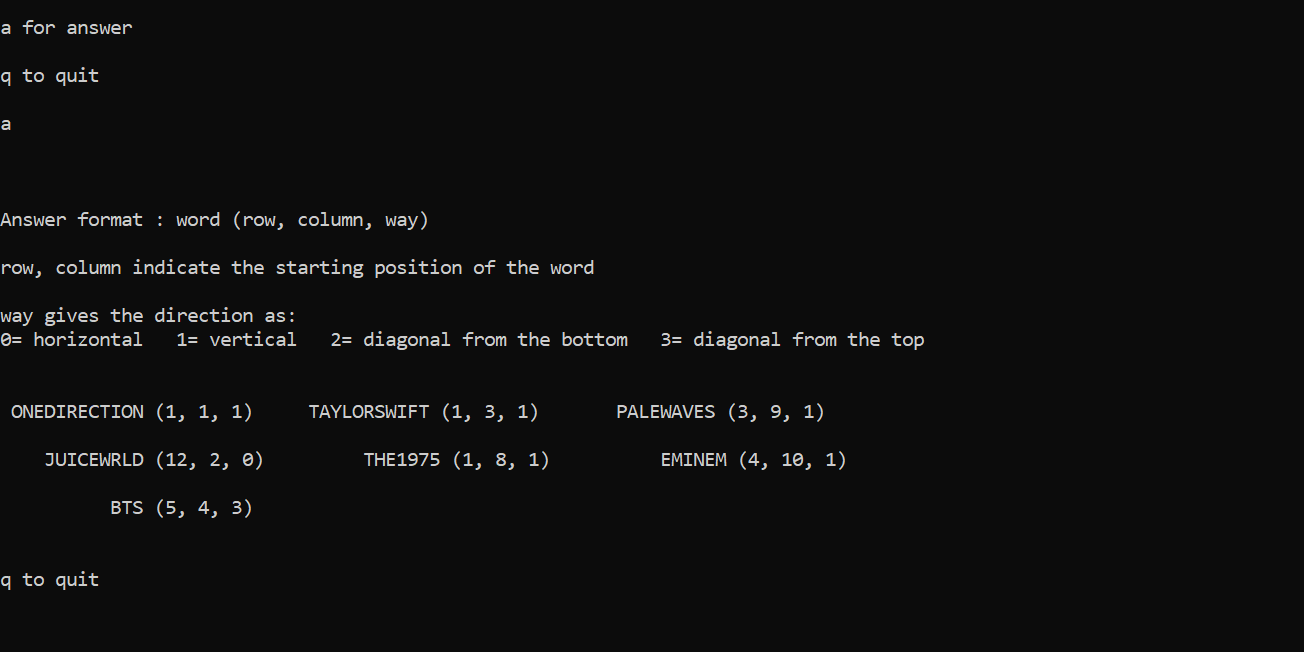 a for answer
q to quit
a
Answer format : word (row, column, way)
row, column indicate the starting position of the word
way gives the direction as:
0= horizontal   1= vertical   2= diagonal from the bottom   3= diagonal from the top
ONEDIRECTION (1, 1, 1)     TAYLORSWIFT (1, 3, 1)       PALEWAVES (3, 9, 1)
JUICEWRLD (12, 2, 0)         THE1975 (1, 8, 1)          EMINEM (4, 10, 1)
BTS (5, 4, 3)
q to quit